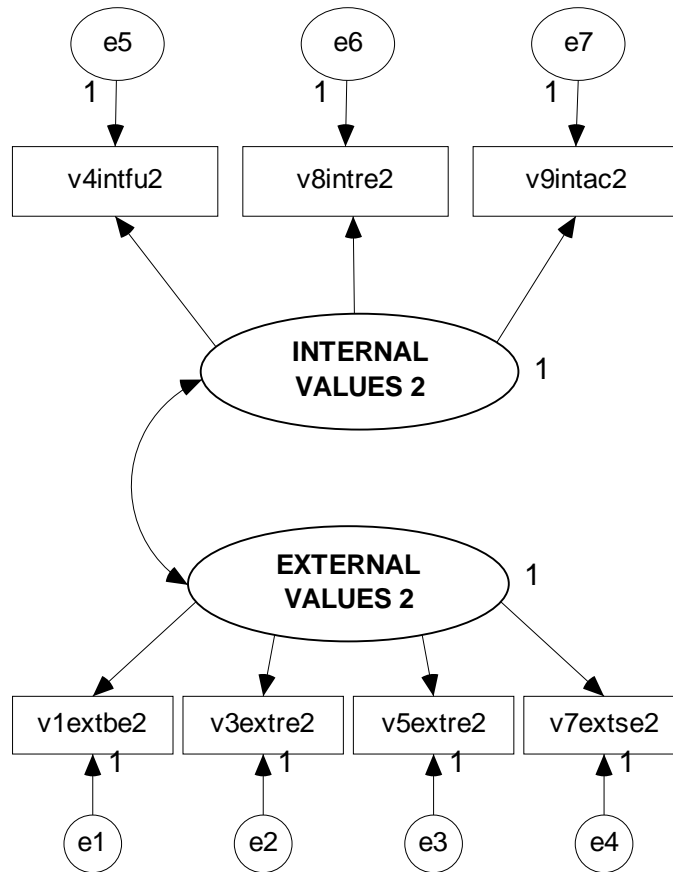 e5 e6 e7
1 1 1
v4intfu2 v8intre2 v9intac2
INTERNAL
VALUES 2
1
EXTERNAL
VALUES 2
1
v1extbe2 v3extre2 v5extre2 v7extse2
1 1 1 1
e1 e2 e3 e4